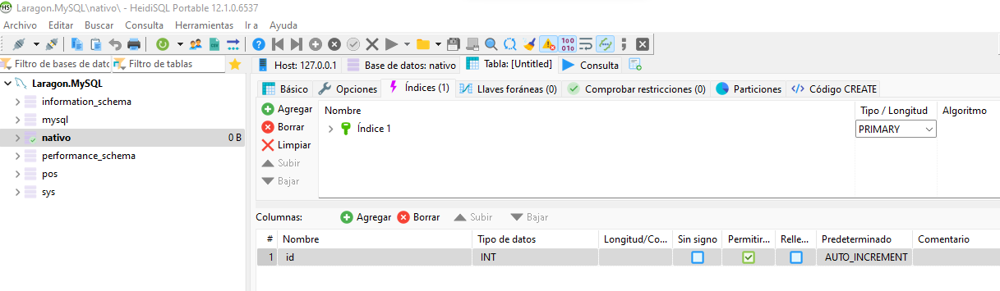 Laragon.MySQL\nativo\ - HeidiSQL Portable 12.1.0.6537
Archivo Editar Buscar Consulta Herramientas Ir a Ayuda
Filtro de bases de dato Filtro de tablas
Host: 127.0.0.1 Base de datos: nativo Tabla: [Untitled] Consulta
Laragon.MySQL
information_schema
mysql
nativo 0 B
performance_schema
pos
sys
Básico Opciones Índices (1) Llaves foráneas (0) Comprobar restricciones (0) Particiones Código CREATE
Agregar
Borrar
Limpiar
Subir
Bajar
Nombre Tipo / Longitud Algoritmo
Índice 1 PRIMARY
Columnas: Agregar Borrar Subir Bajar
# Nombre Tipo de datos Longitud/Co... Sin signo Permitir... Relle... Predeterminado Comentario
1 id INT AUTO_INCREMENT